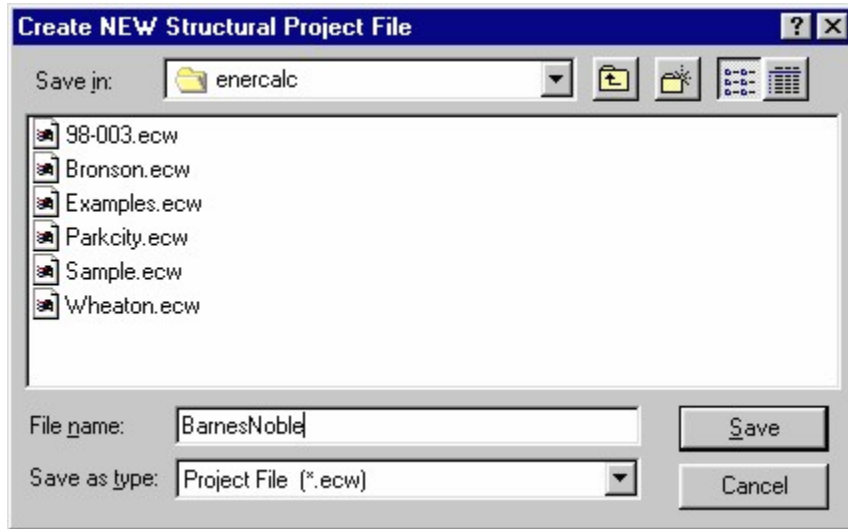 Create NEW Structural Project File
Save in: enercalc
98-003.ecw
Bronson.ecw
Examples.ecw
Parkcity.ecw
Sample.ecw
Wheaton.ecw
File name: BarnesNoble Save
Save as type: Project File (*.ecw) Cancel